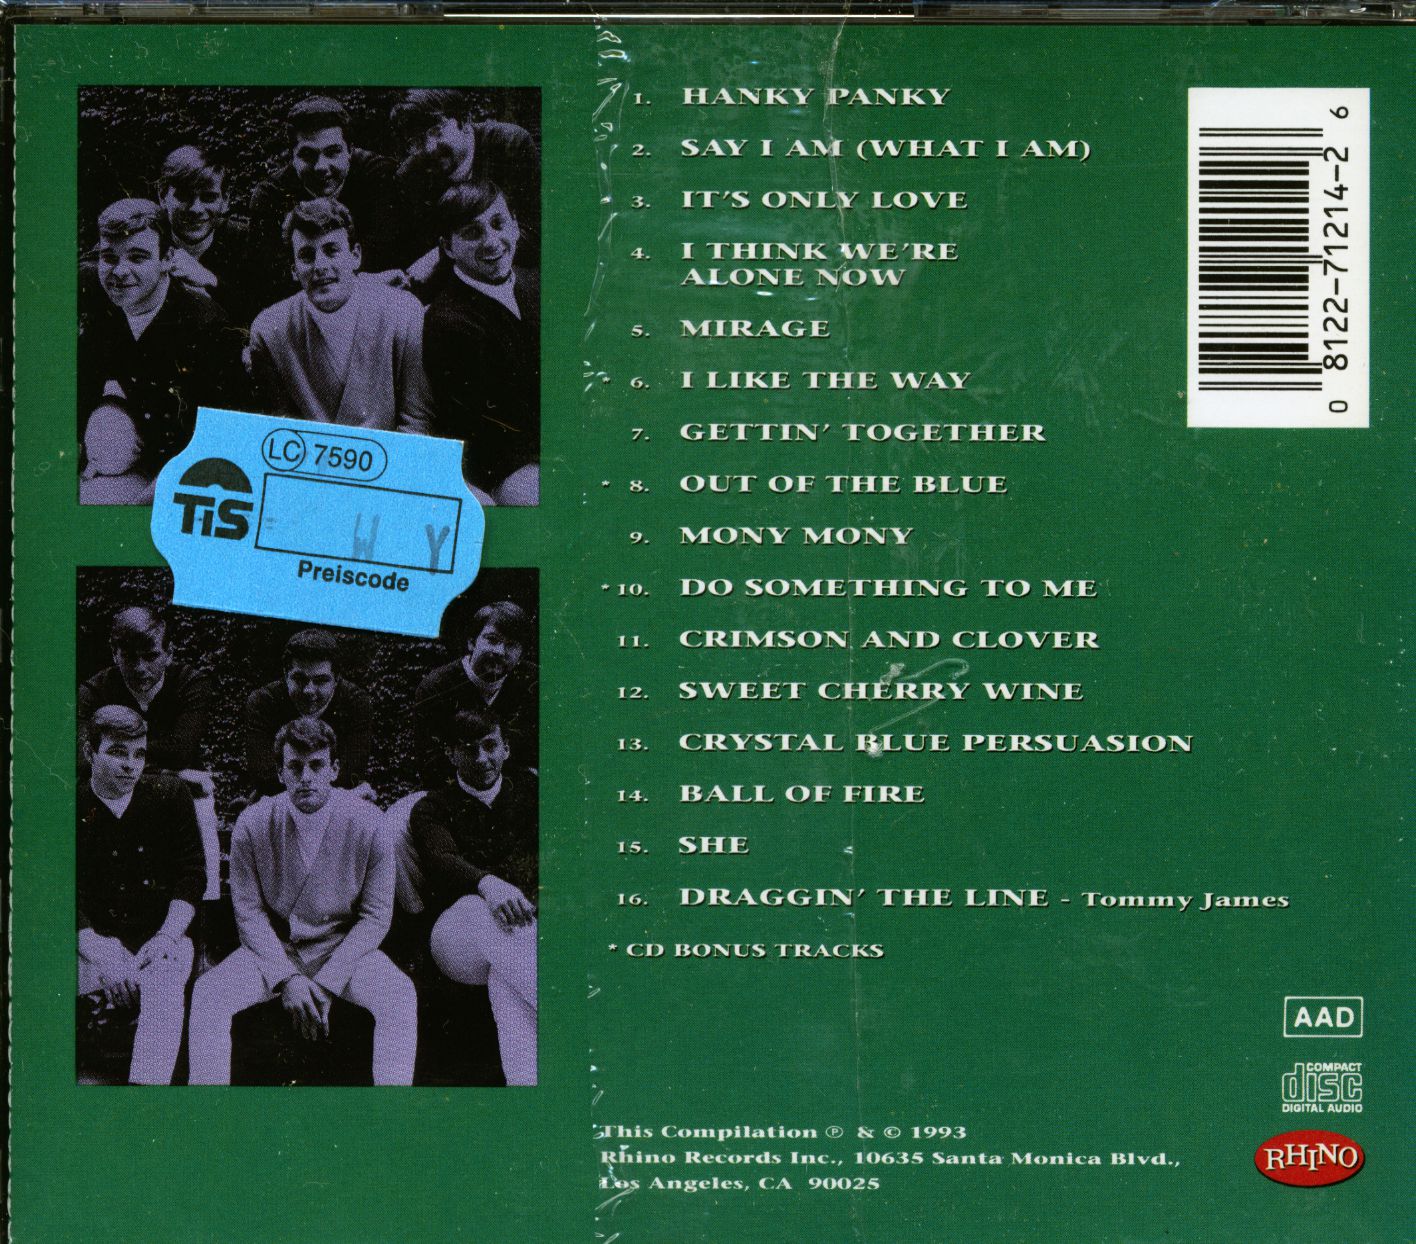 1. HANKY PANKY
2. SAY I AM (WHAT I AM)
3. IT'S ONLY LOVE
4. I THINK WE'RE
ALONE NOW
5. MIRAGE
* 6. I LIKE THE WAY
7. GETTIN' TOGETHER
* 8. OUT OF THE BLUE
9. MONY MONY
* 10. DO SOMETHING TO ME
11. CRIMSON AND CLOVER
12. SWEET CHERRY WINE
13. CRYSTAL BLUE PERSUASION
14. BALL OF FIRE
15. SHE
16. DRAGGIN' THE LINE - Tommy James
* CD BONUS TRACKS
0 8122-71214-2 6
LC 7590
TiS
W Y
Preiscode
AAD
COMPACT
disc
DIGITAL AUDIO
RHINO
This Compilation ℗ & © 1993
Rhino Records Inc., 10635 Santa Monica Blvd.,
Los Angeles, CA 90025